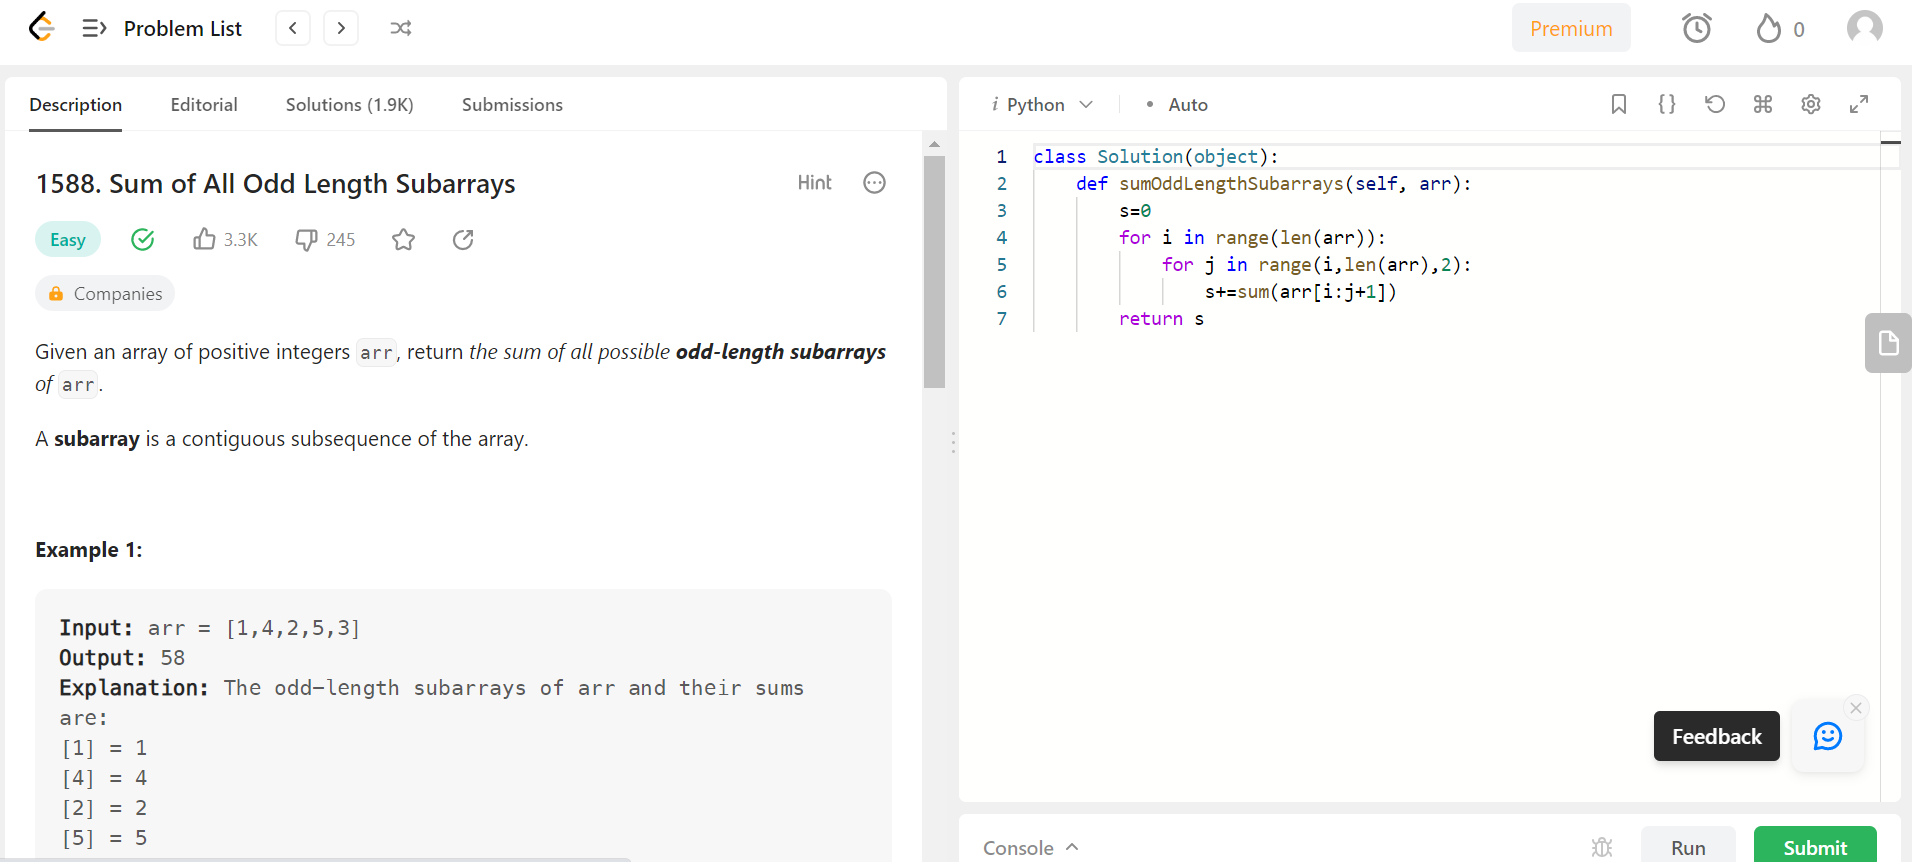 Problem List
Premium
0
Description Editorial Solutions (1.9K) Submissions
1588. Sum of All Odd Length Subarrays
Hint
Easy 3.3K 245
Companies
Given an array of positive integers arr, return the sum of all possible odd-length subarrays
of arr.
A subarray is a contiguous subsequence of the array.
Example 1:
Input: arr = [1,4,2,5,3]
Output: 58
Explanation: The odd-length subarrays of arr and their sums
are:
[1] = 1
[4] = 4
[2] = 2
[5] = 5
i Python • Auto
{}
1 class Solution(object):
2 def sumOddLengthSubarrays(self, arr):
3 s=0
4 for i in range(len(arr)):
5 for j in range(i,len(arr),2):
6 s+=sum(arr[i:j+1])
7 return s
Feedback
Console
Run
Submit